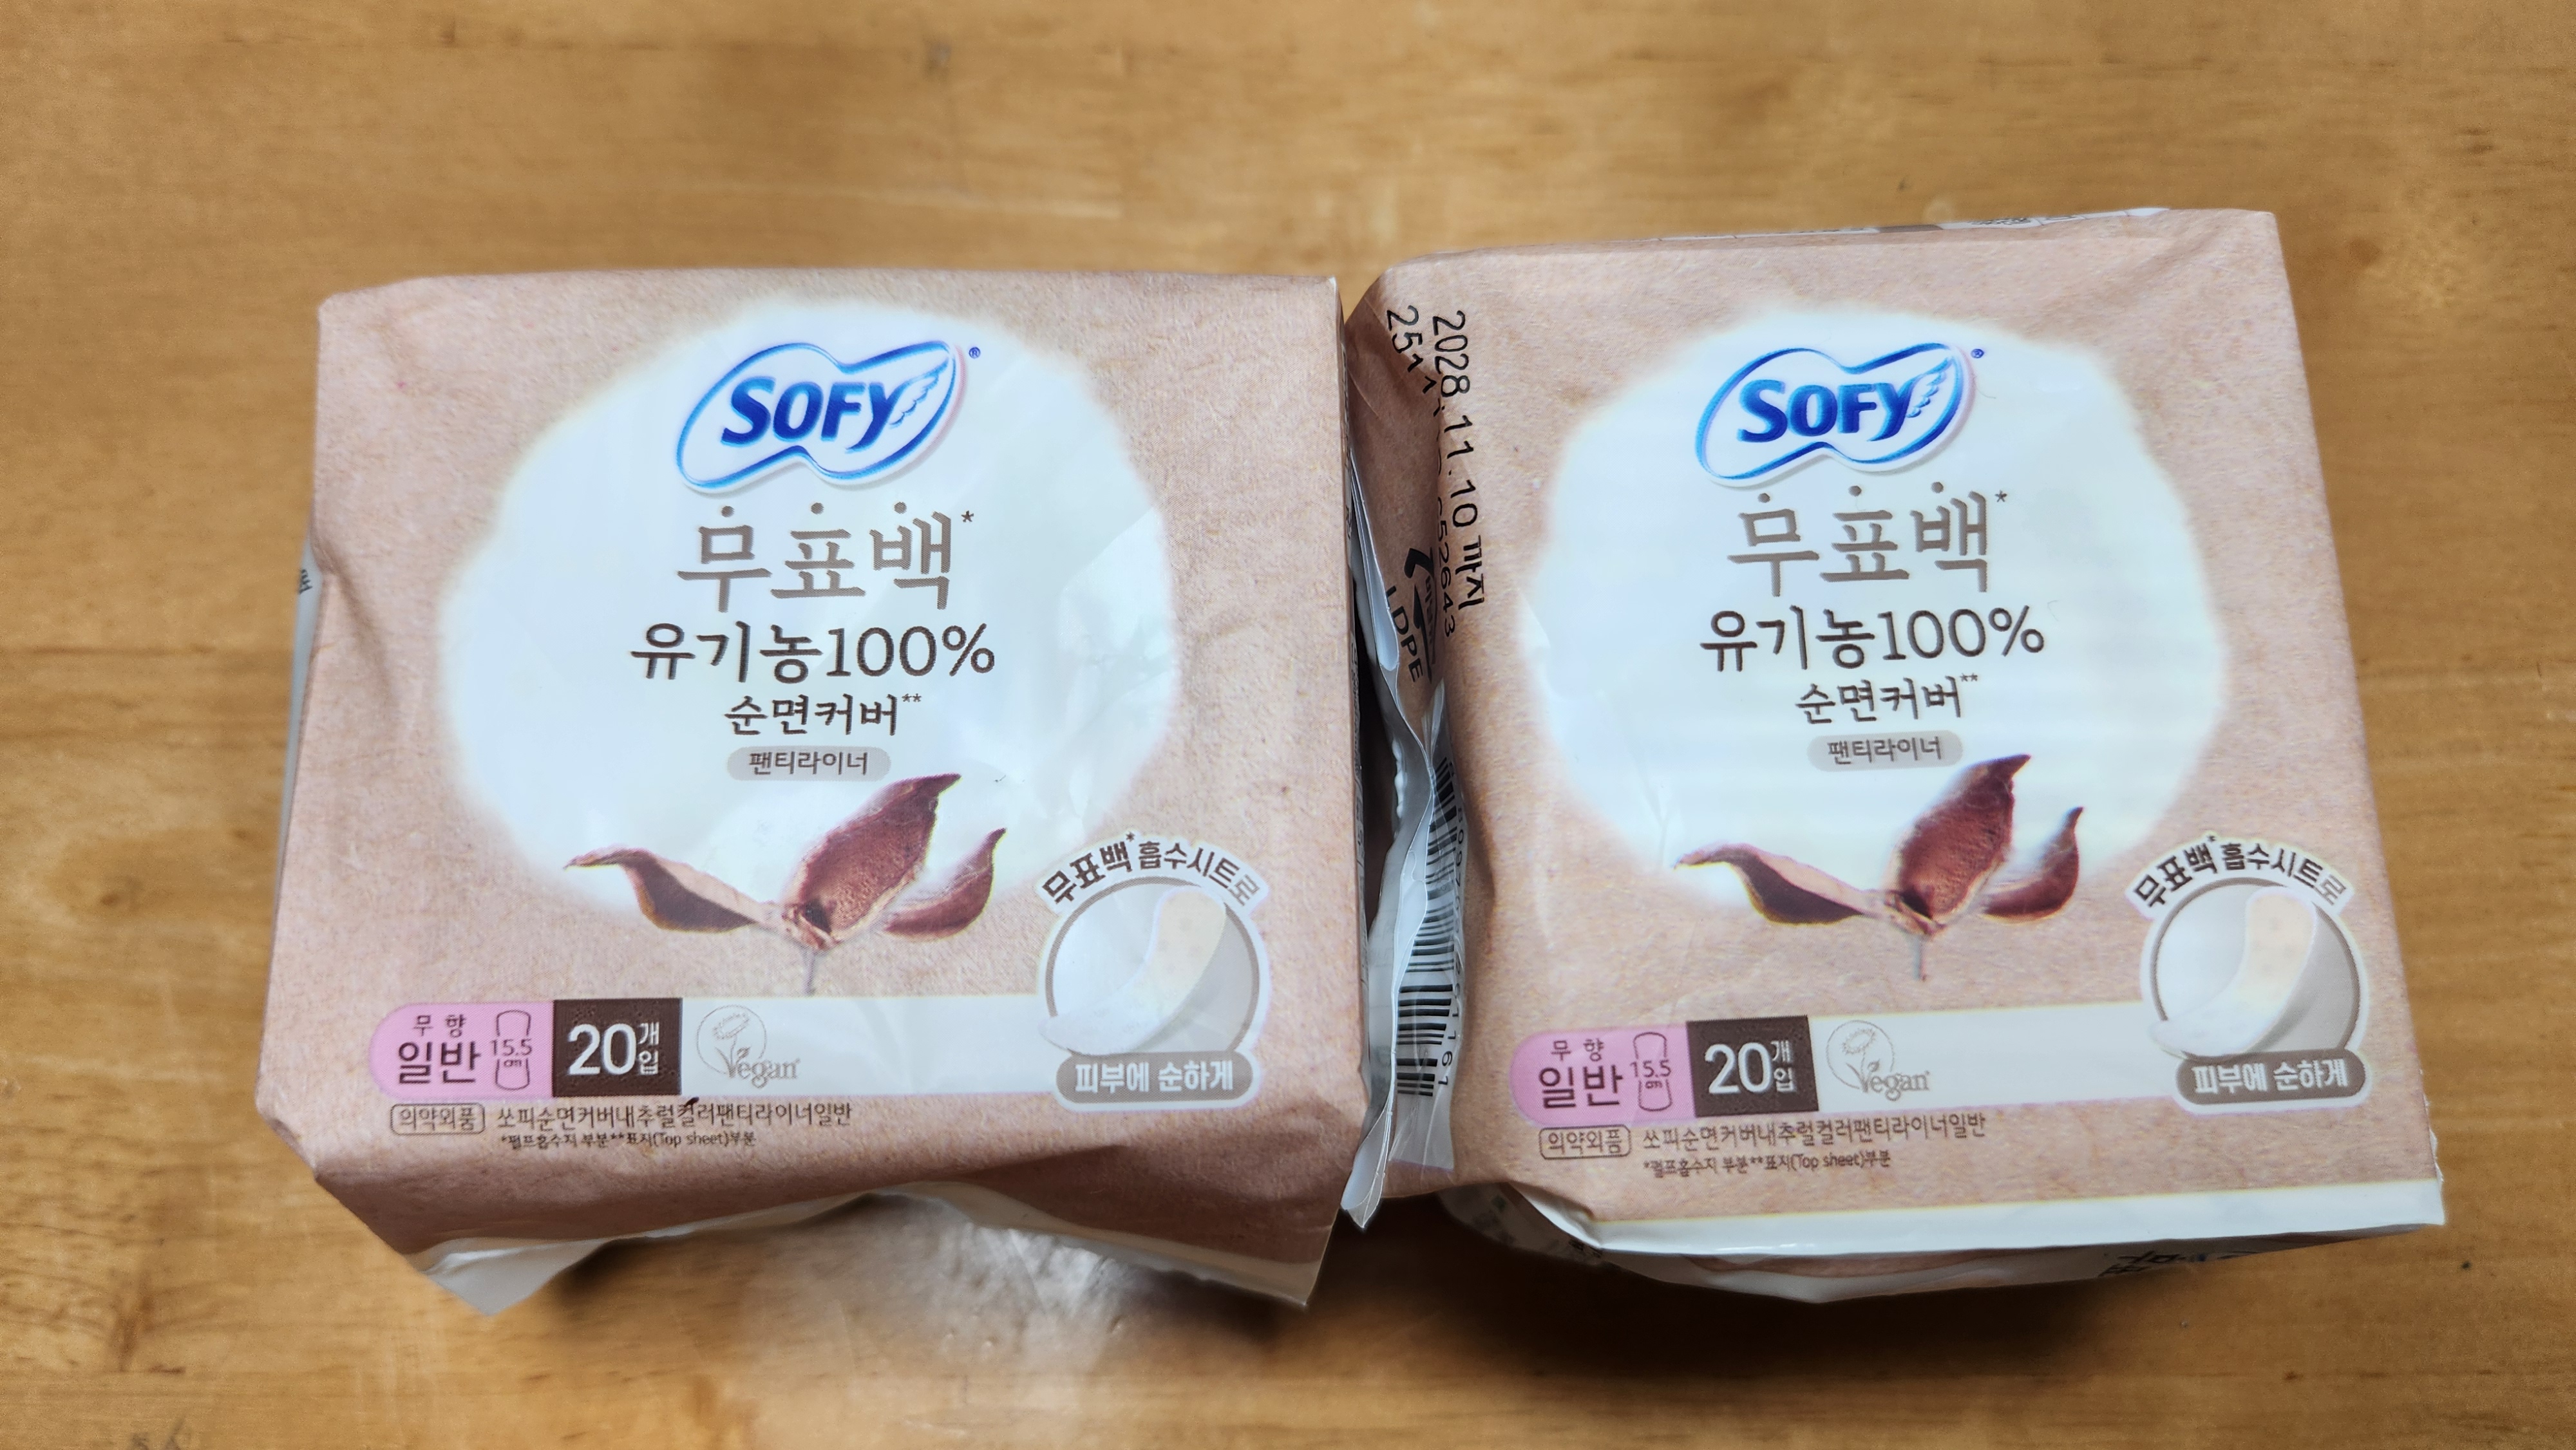 SOFY®
무표백*
유기농100%
순면커버**
팬티라이너
무표백*흡수시트로
피부에 순하게
무향
일반
15.5
cm
20개입
Vegan
의약외품 쏘피순면커버내추럴컬러팬티라이너일반
*펄프흡수지 부분**표지(Top sheet)부분
2028.11.10 까지
LDPE
SOFY®
무표백*
유기농100%
순면커버**
팬티라이너
무표백*흡수시트로
피부에 순하게
무향
일반
15.5
cm
20개입
Vegan
의약외품 쏘피순면커버내추럴컬러팬티라이너일반
*펄프흡수지 부분**표지(Top sheet)부분